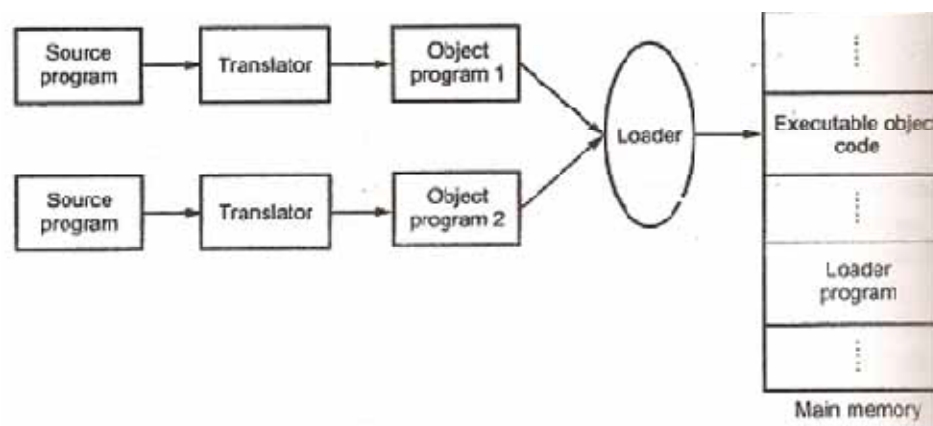 Source
program
Translator
Object
program 1
Source
program
Translator
Object
program 2
Loader
Executable objec
code
Loader
program
Main memory